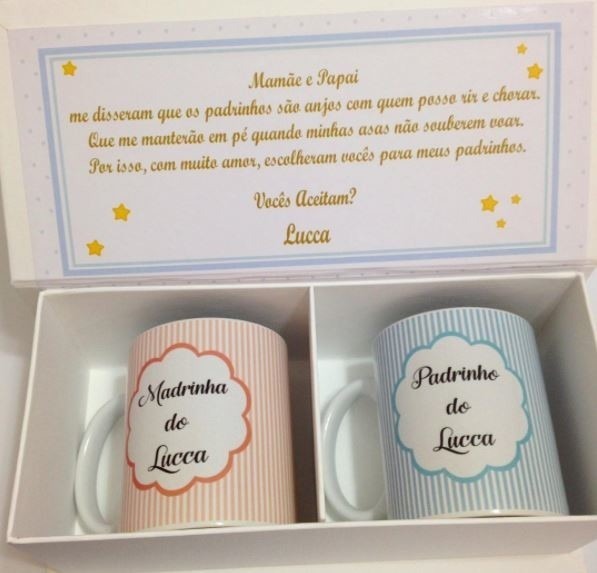 Mamãe e Papai
me disseram que os padrinhos são anjos com quem posso rir e chorar.
Que me manterão em pé quando minhas asas não souberem voar.
Por isso, com muito amor, escolheram vocês para meus padrinhos.
Vocês Aceitam?
Lucca
Madrinha
do
Lucca
Padrinho
do
Lucca